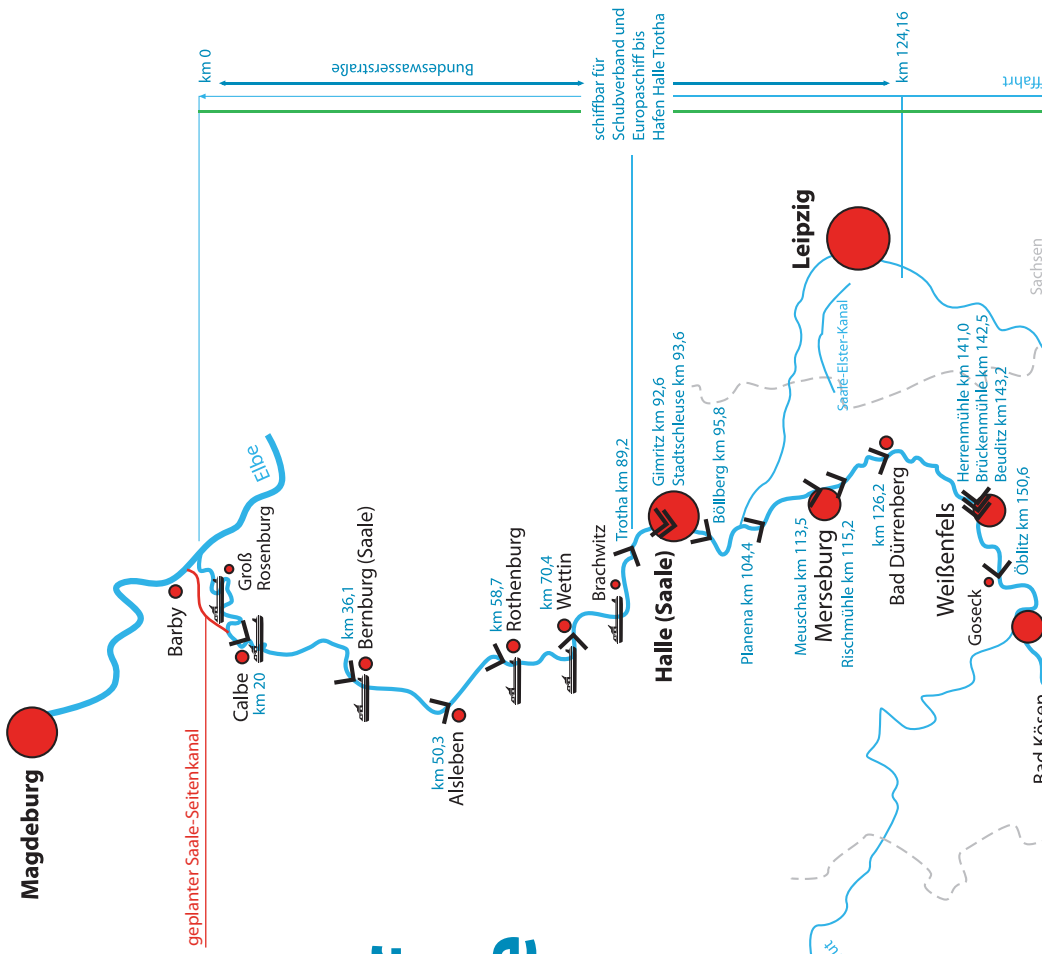 Magdeburg
geplanter Saale-Seitenkanal
Barby
Elbe
Groß
Rosenburg
Calbe
km 20
km 36,1
Bernburg (Saale)
km 50,3
Alsleben
km 58,7
Rothenburg
km 70,4
Wettin
Brachwitz
Trotha km 89,2
Halle (Saale)
Gimritz km 92,6
Stadtschleuse km 93,6
Böllberg km 95,8
Planena km 104,4
Meuschau km 113,5
Merseburg
Rischmühle km 115,2
km 126,2
Bad Dürrenberg
Weißenfels
Herrenmühle km 141,0
Brückenmühle km 142,5
Beuditz km143,2
Goseck
Öblitz km 150,6
Bad Kösen
Leipzig
Saale-Elster-Kanal
Sachsen
km 0
Bundeswasserstraße
schiffbar für
Schubverband und
Europaschiff bis
Hafen Halle Trotha
km 124,16